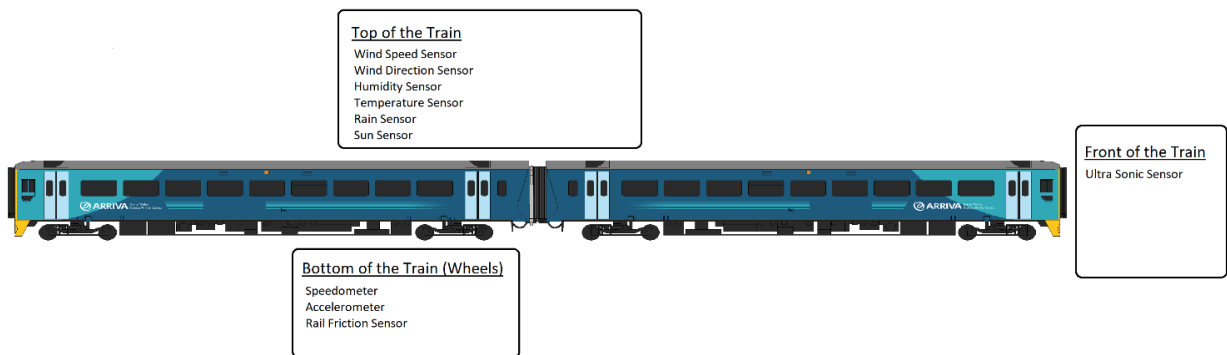 Top of the Train
Wind Speed Sensor
Wind Direction Sensor
Humidity Sensor
Temperature Sensor
Rain Sensor
Sun Sensor
Front of the Train
Ultra Sonic Sensor
ARRIVA
ARRIVA
Bottom of the Train (Wheels)
Speedometer
Accelerometer
Rail Friction Sensor